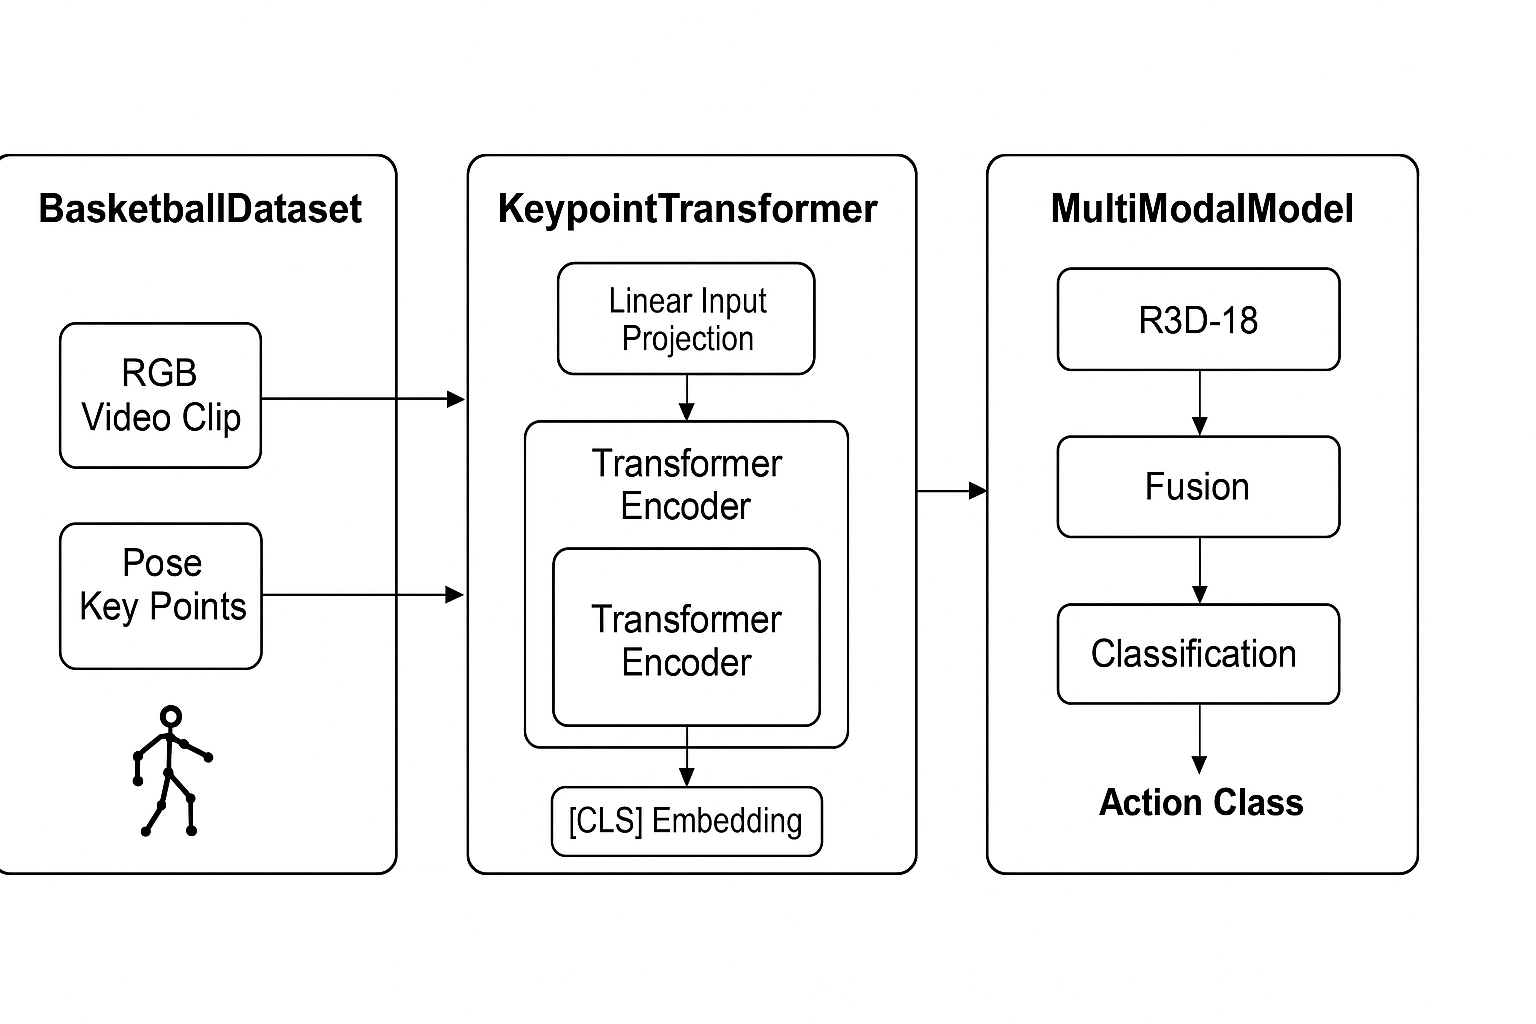 BasketballDataset
RGB
Video Clip
Pose
Key Points
KeypointTransformer
Linear Input
Projection
Transformer
Encoder
Transformer
Encoder
[CLS] Embedding
MultiModalModel
R3D-18
Fusion
Classification
Action Class